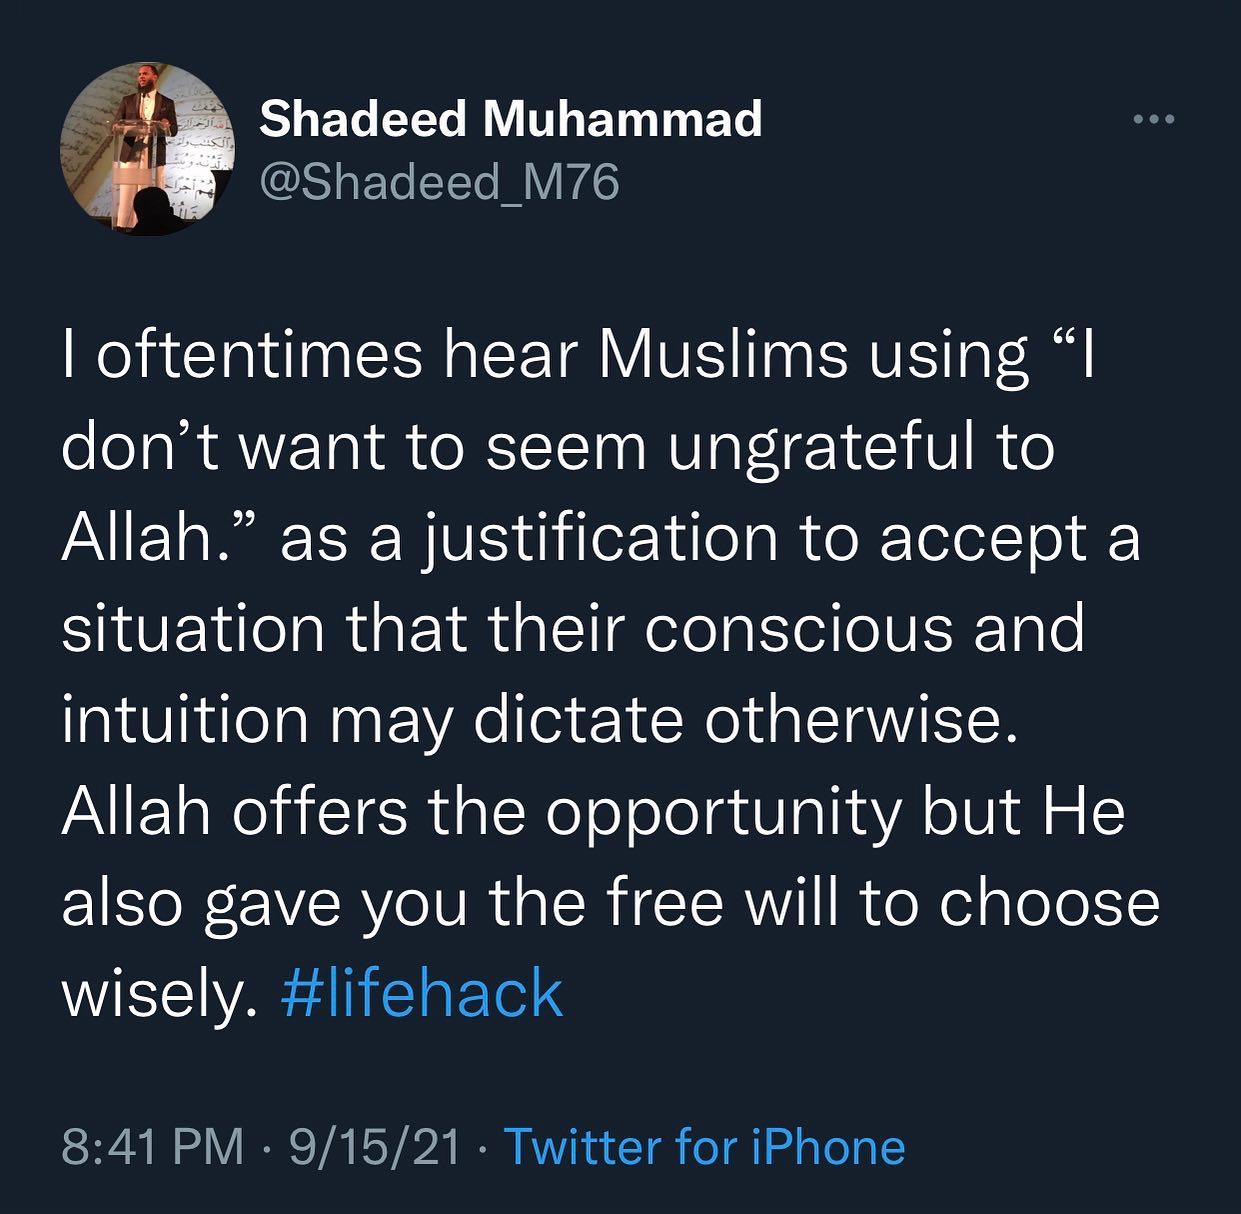 Shadeed Muhammad
@Shadeed_M76
I oftentimes hear Muslims using “I
don’t want to seem ungrateful to
Allah.” as a justification to accept a
situation that their conscious and
intuition may dictate otherwise.
Allah offers the opportunity but He
also gave you the free will to choose
wisely. #lifehack
8:41 PM · 9/15/21 · Twitter for iPhone